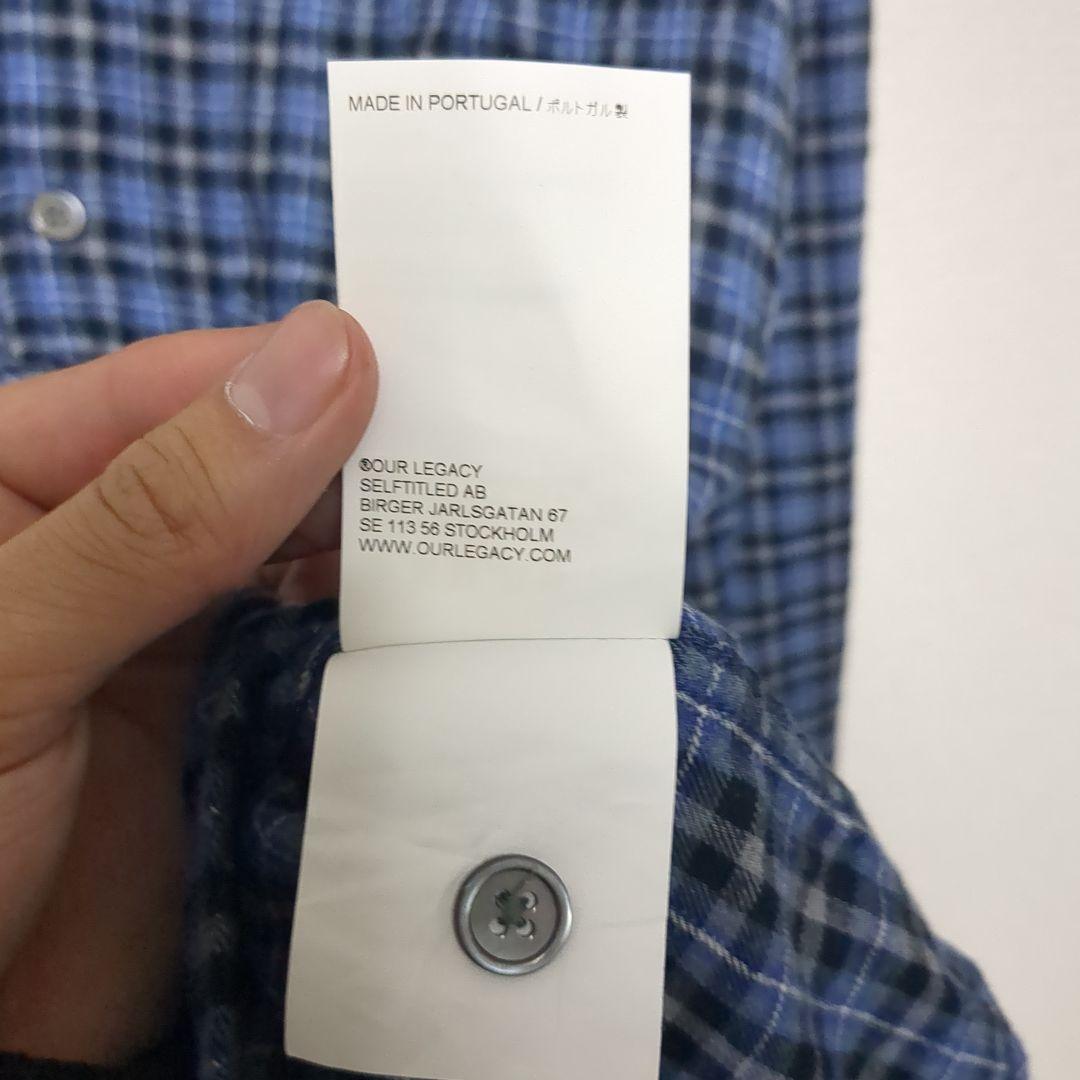 MADE IN PORTUGAL / ポルトガル製
®OUR LEGACY
SELFTITLED AB
BIRGER JARLSGATAN 67
SE 113 56 STOCKHOLM
WWW.OURLEGACY.COM